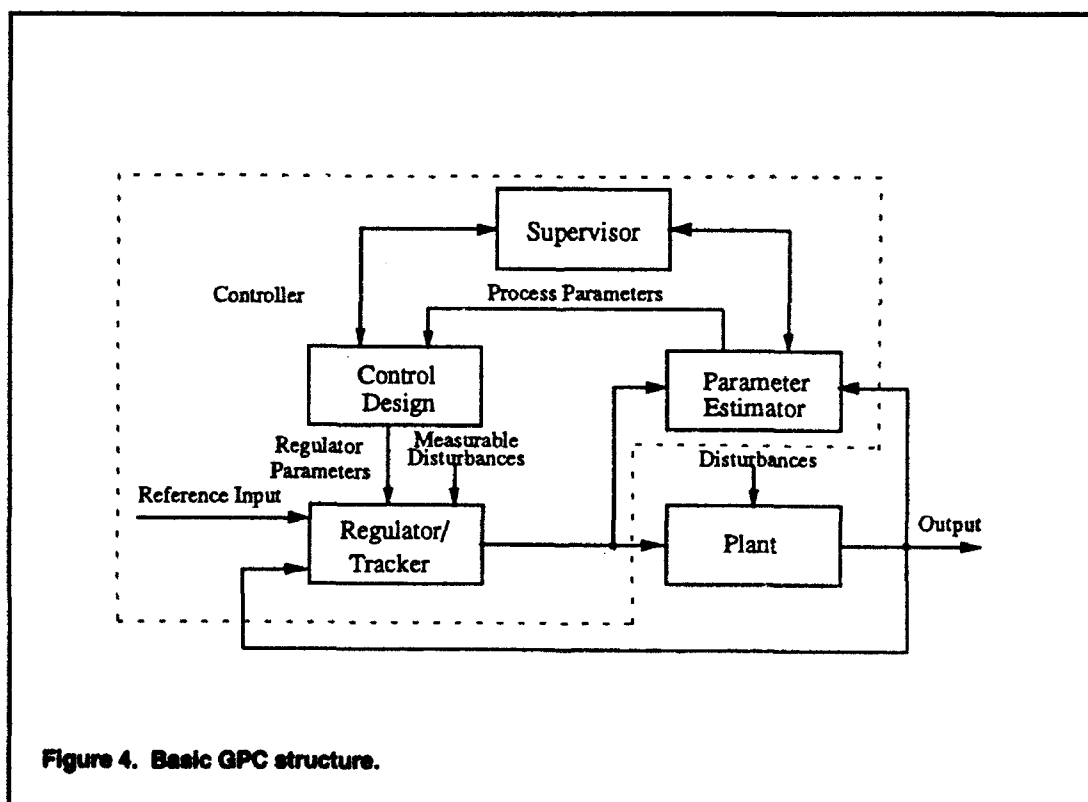 Supervisor
Controller
Process Parameters
Control
Design
Parameter
Estimator
Regulator
Parameters
Measurable
Disturbances
Disturbances
Reference Input
Regulator/
Tracker
Plant
Output
Figure 4. Basic GPC structure.